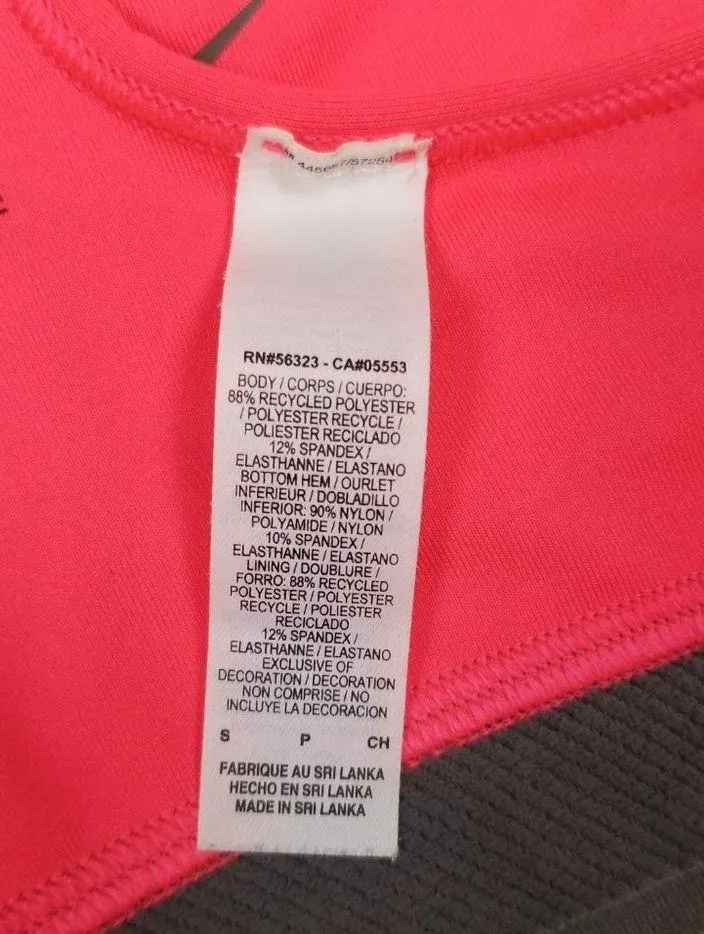 RN#56323 - CA#05553
BODY / CORPS / CUERPO:
88% RECYCLED POLYESTER
/ POLYESTER RECYCLE /
POLIESTER RECICLADO
12% SPANDEX /
ELASTHANNE / ELASTANO
BOTTOM HEM / OURLET
INFERIEUR / DOBLADILLO
INFERIOR: 90% NYLON /
POLYAMIDE / NYLON
10% SPANDEX /
ELASTHANNE / ELASTANO
LINING / DOUBLURE /
FORRO: 88% RECYCLED
POLYESTER / POLYESTER
RECYCLE / POLIESTER
RECICLADO
12% SPANDEX /
ELASTHANNE / ELASTANO
EXCLUSIVE OF
DECORATION / DECORATION
NON COMPRISE / NO
INCLUYE LA DECORACION
S P CH
FABRIQUE AU SRI LANKA
HECHO EN SRI LANKA
MADE IN SRI LANKA